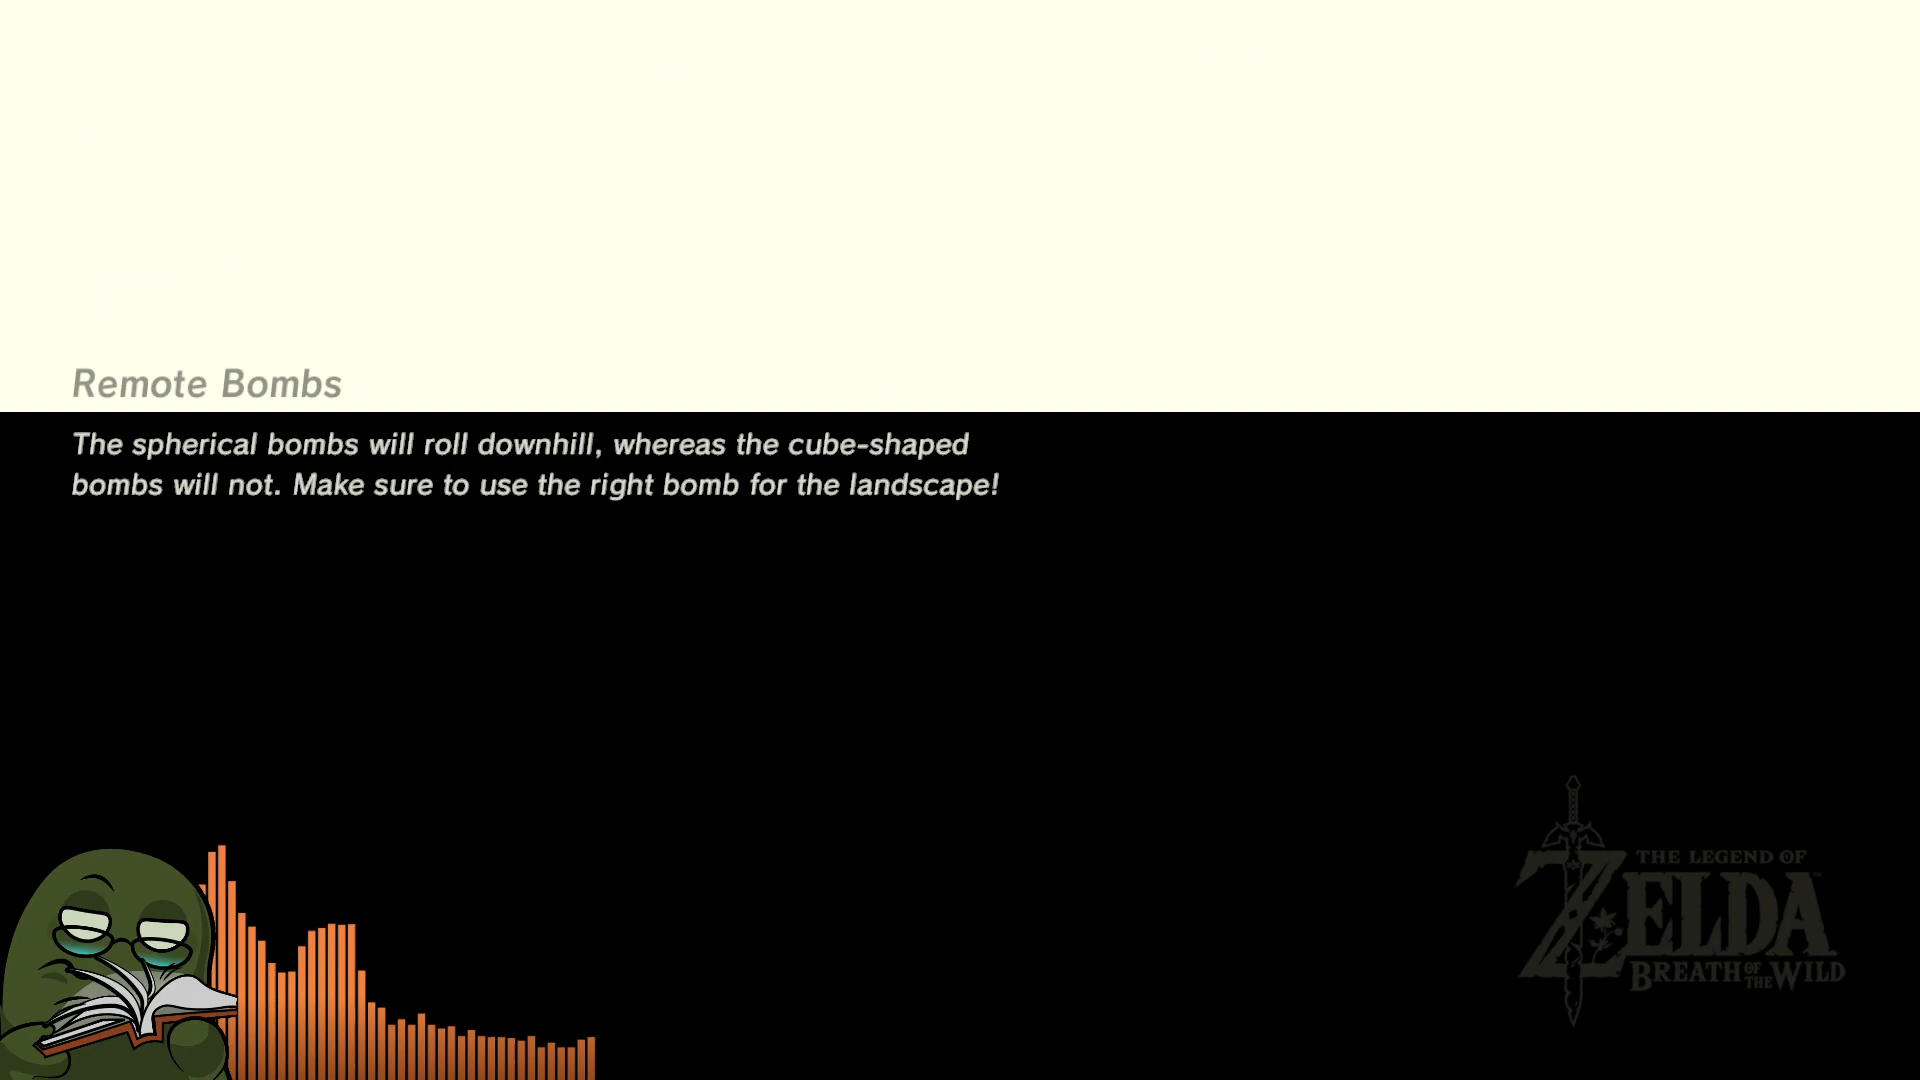 Remote Bombs
The spherical bombs will roll downhill, whereas the cube-shaped
bombs will not. Make sure to use the right bomb for the landscape!
THE LEGEND OF
ZELDA
BREATH OF THE WILD